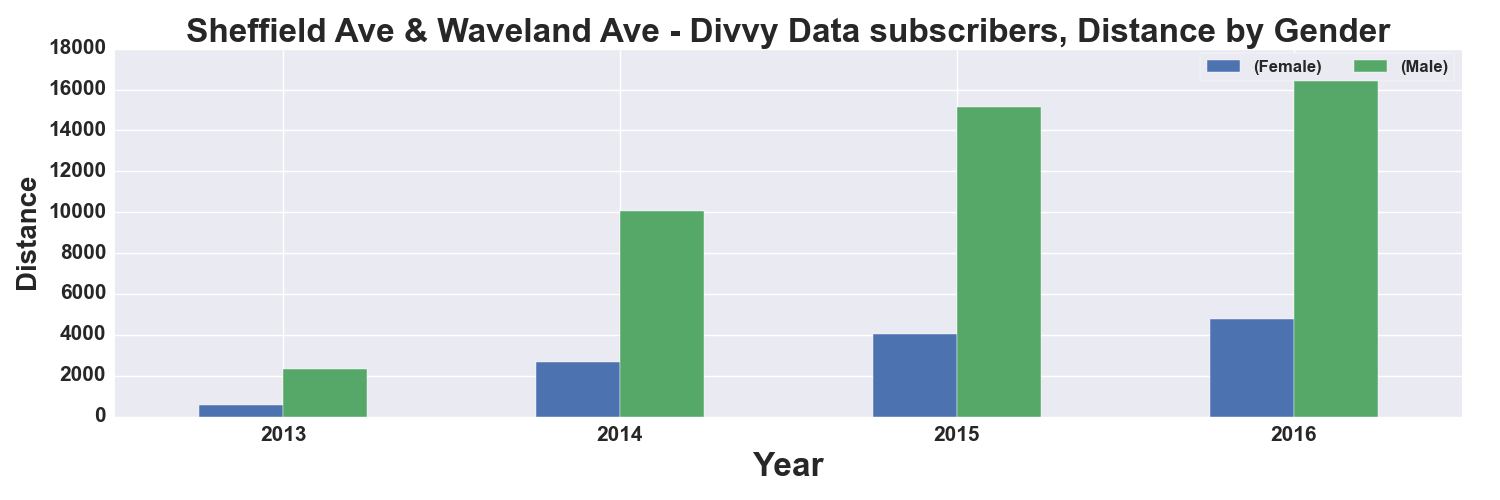 Sheffield Ave & Waveland Ave - Divvy Data subscribers, Distance by Gender
(Female) (Male)
18000
16000
14000
12000
10000
8000
6000
4000
2000
0
Distance
2013 2014 2015 2016
Year